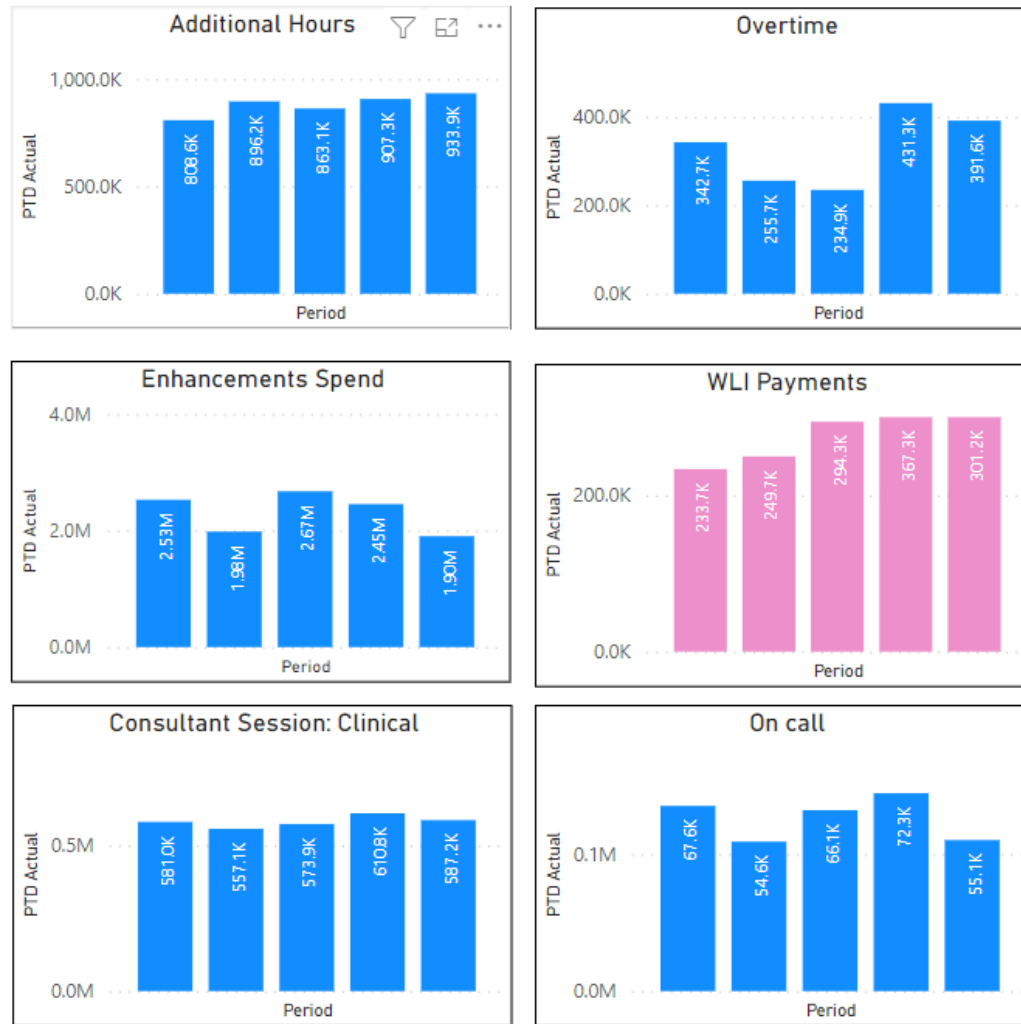 Additional Hours
1,000.0K
500.0K
0.0K
PTD Actual
808.6K
896.2K
863.1K
907.3K
933.9K
Period
Overtime
400.0K
200.0K
0.0K
PTD Actual
342.7K
255.7K
234.9K
431.3K
391.6K
Period
Enhancements Spend
4.0M
2.0M
0.0M
PTD Actual
2.53M
1.98M
2.67M
2.45M
1.90M
Period
WLI Payments
200.0K
0.0K
PTD Actual
233.7K
249.7K
294.3K
367.3K
301.2K
Period
Consultant Session: Clinical
0.5M
0.0M
PTD Actual
581.0K
557.1K
573.9K
610.8K
587.2K
Period
On call
0.1M
0.0M
PTD Actual
67.6K
54.6K
66.1K
72.3K
55.1K
Period